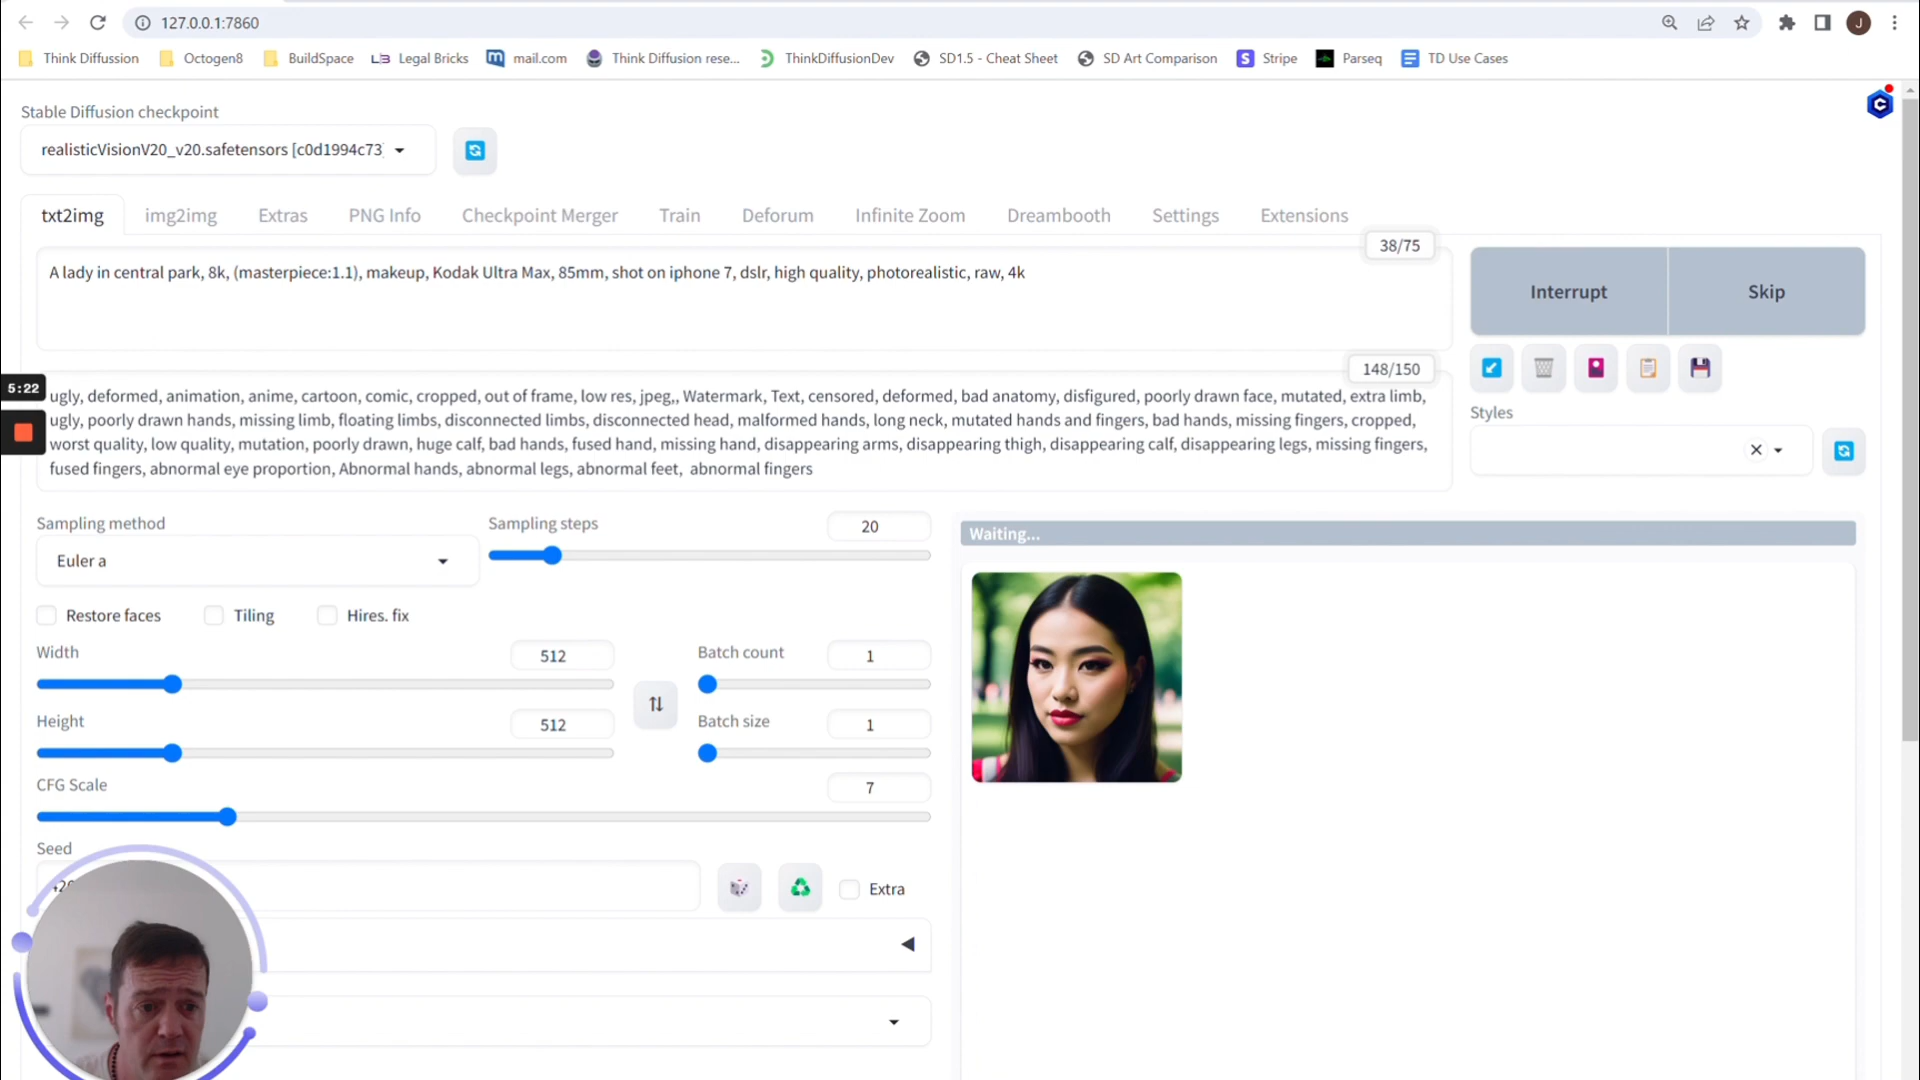 127.0.0.1:7860
J
Think Diffussion
Octogen8
BuildSpace
L3 Legal Bricks
mail.com
Think Diffusion rese...
ThinkDiffusionDev
SD1.5 - Cheat Sheet
SD Art Comparison
S Stripe
Parseq
TD Use Cases
Stable Diffusion checkpoint
C
realisticVisionV20_v20.safetensors [c0d1994c73
txt2img
img2img
Extras
PNG Info
Checkpoint Merger
Train
Deforum
Infinite Zoom
Dreambooth
Settings
Extensions
38/75
A lady in central park, 8k, (masterpiece:1.1), makeup, Kodak Ultra Max, 85mm, shot on iphone 7, dslr, high quality, photorealistic, raw, 4k
Interrupt
Skip
148/150
5:22
ugly, deformed, animation, anime, cartoon, comic, cropped, out of frame, low res, jpeg,, Watermark, Text, censored, deformed, bad anatomy, disfigured, poorly drawn face, mutated, extra limb,
ugly, poorly drawn hands, missing limb, floating limbs, disconnected limbs, disconnected head, malformed hands, long neck, mutated hands and fingers, bad hands, missing fingers, cropped,
worst quality, low quality, mutation, poorly drawn, huge calf, bad hands, fused hand, missing hand, disappearing arms, disappearing thigh, disappearing calf, disappearing legs, missing fingers,
fused fingers, abnormal eye proportion, Abnormal hands, abnormal legs, abnormal feet, abnormal fingers
Styles
Sampling method
Sampling steps
20
Euler a
Waiting...
Restore faces
Tiling
Hires. fix
Width
512
Batch count
1
Height
512
Batch size
1
CFG Scale
7
Seed
Extra